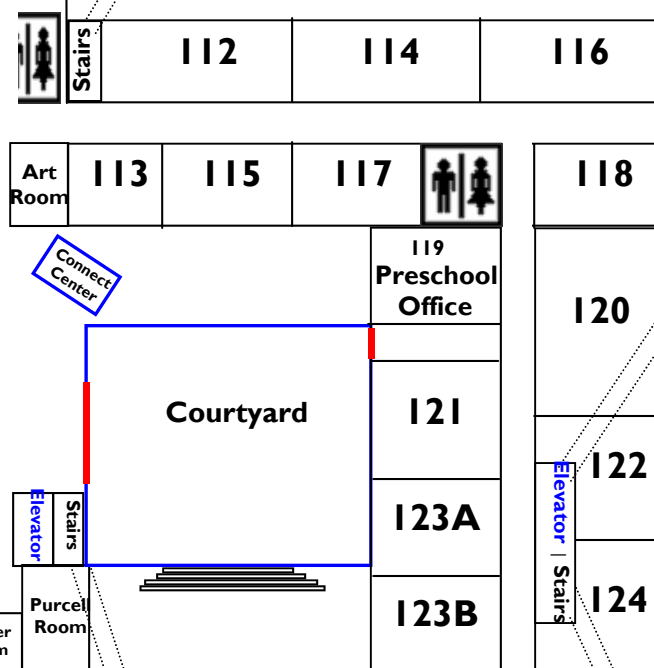 Stairs
112
114
116
Art
Room
113
115
117
118
119
Preschool
Office
Connect
Center
120
Courtyard
121
122
Elevator
Stairs
123A
Elevator | Stairs
Purcell
Room
123B
124